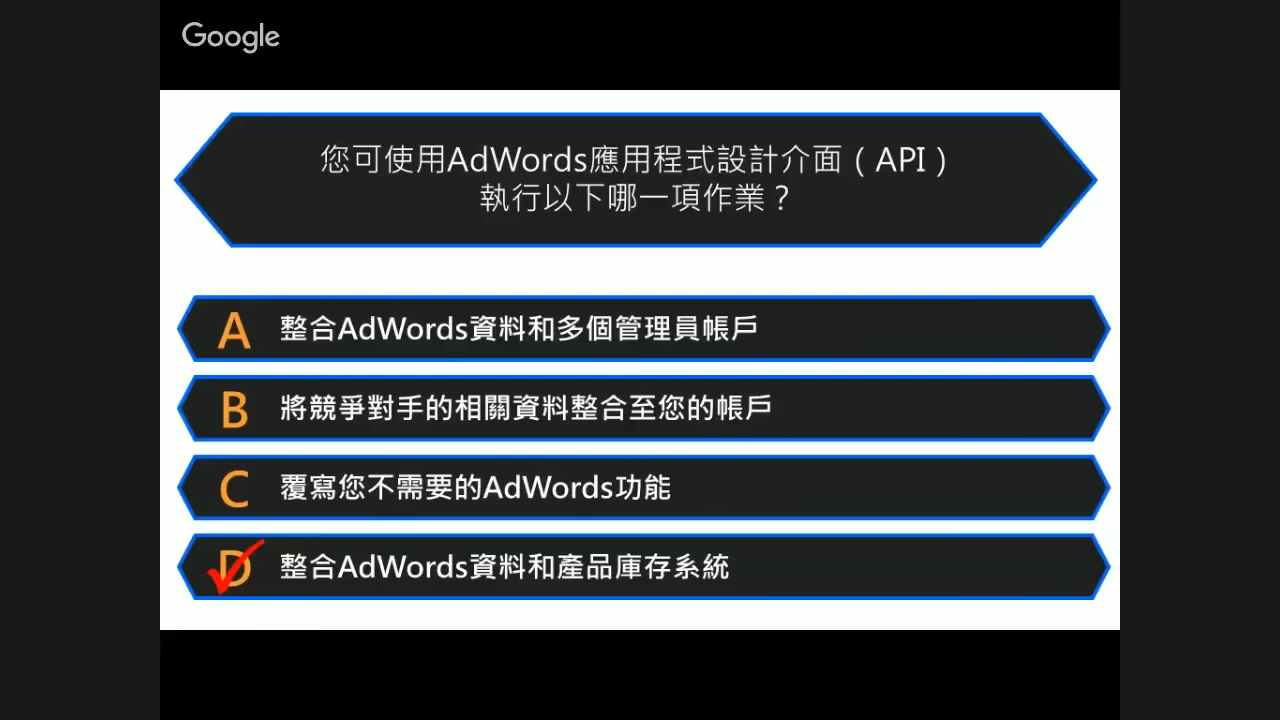 Google
您可使用AdWords應用程式設計介面（API）
執行以下哪一項作業？
A 整合AdWords資料和多個管理員帳戶
B 將競爭對手的相關資料整合至您的帳戶
C 覆寫您不需要的AdWords功能
D 整合AdWords資料和產品庫存系統